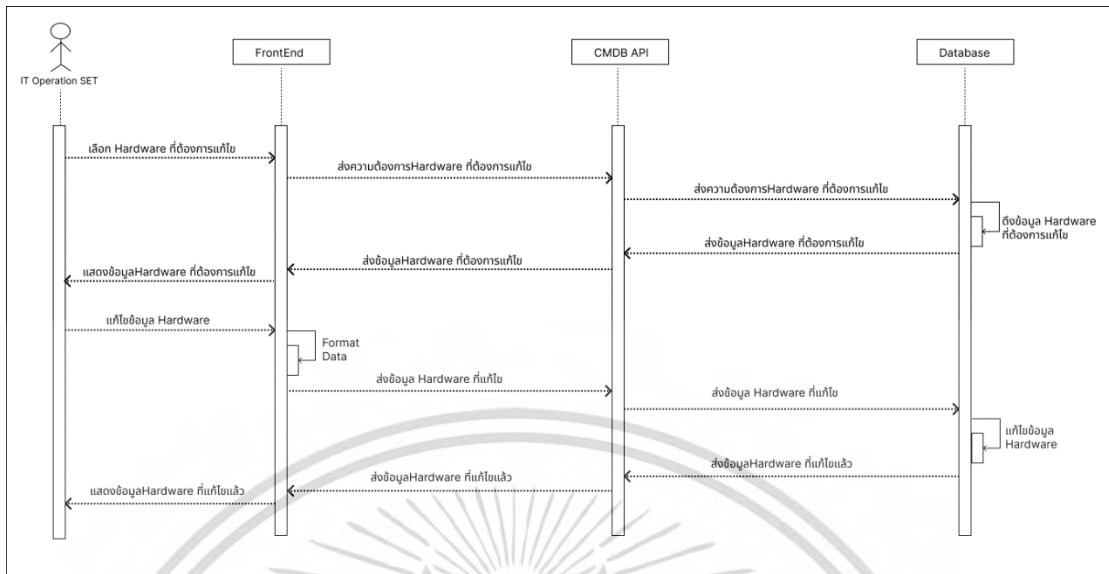 IT Operation SET
FrontEnd
CMDB API
Database
เลือก Hardware ที่ต้องการแก้ไข
ส่งความต้องการHardware ที่ต้องการแก้ไข
ส่งความต้องการHardware ที่ต้องการแก้ไข
ดึงข้อมูล Hardware
ที่ต้องการแก้ไข
ส่งข้อมูลHardware ที่ต้องการแก้ไข
ส่งข้อมูลHardware ที่ต้องการแก้ไข
แสดงข้อมูลHardware ที่ต้องการแก้ไข
แก้ไขข้อมูล Hardware
Format
Data
ส่งข้อมูล Hardware ที่แก้ไข
ส่งข้อมูล Hardware ที่แก้ไข
แก้ไขข้อมูล
Hardware
ส่งข้อมูลHardware ที่แก้ไขแล้ว
ส่งข้อมูลHardware ที่แก้ไขแล้ว
แสดงข้อมูลHardware ที่แก้ไขแล้ว